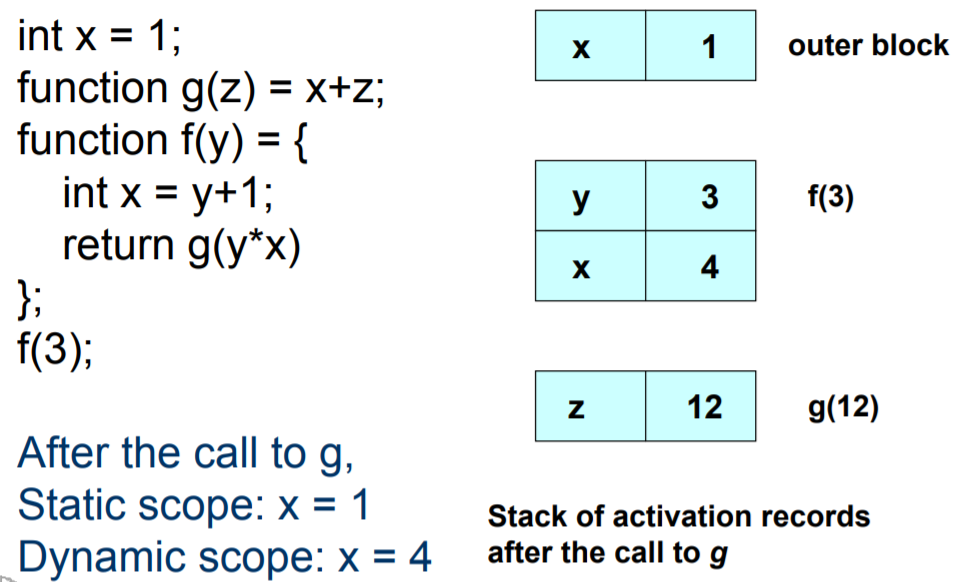 int x = 1;
function g(z) = x+z;
function f(y) = {
int x = y+1;
return g(y*x)
};
f(3);
After the call to g,
Static scope: x = 1
Dynamic scope: x = 4
x 1 outer block
y 3 f(3)
x 4
z 12 g(12)
Stack of activation records
after the call to g